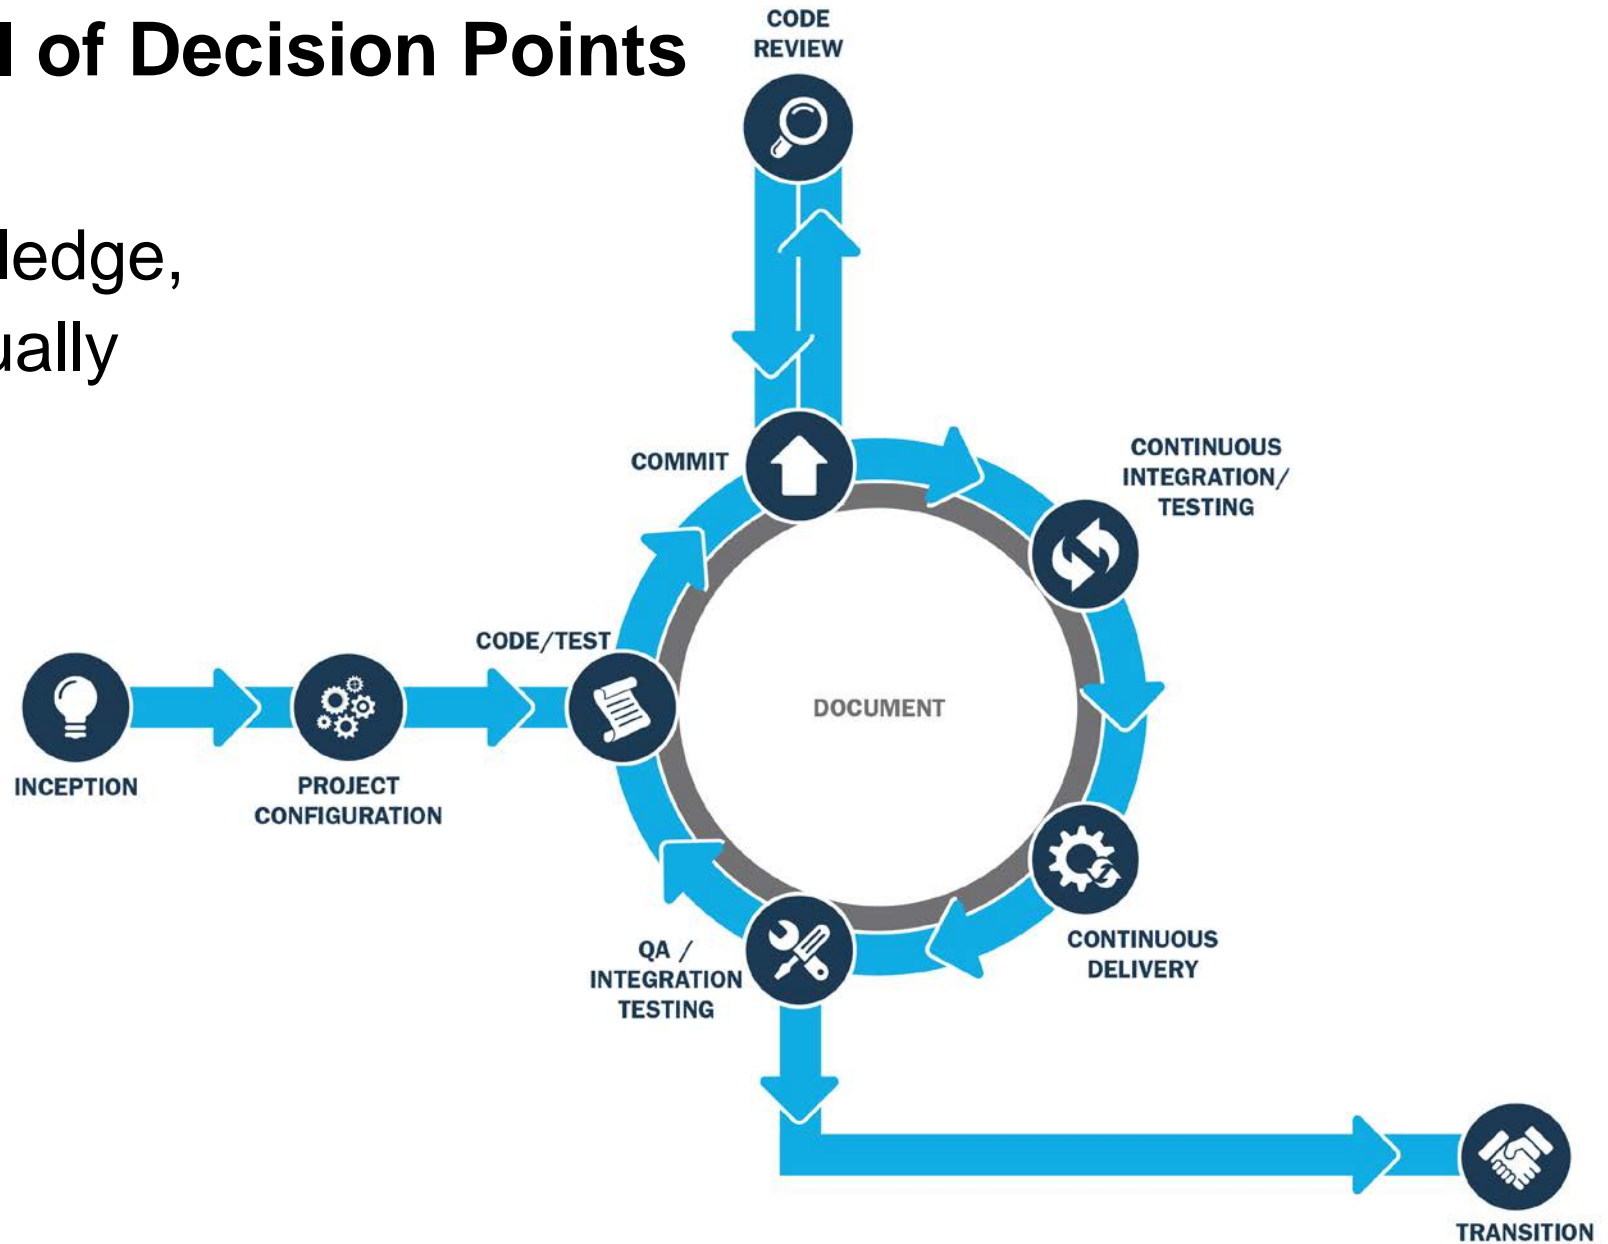 of Decision Points
ledge,
ually
CODE
REVIEW
COMMIT
CONTINUOUS
INTEGRATION/
TESTING
CODE/TEST
DOCUMENT
INCEPTION
PROJECT
CONFIGURATION
QA /
INTEGRATION
TESTING
CONTINUOUS
DELIVERY
TRANSITION